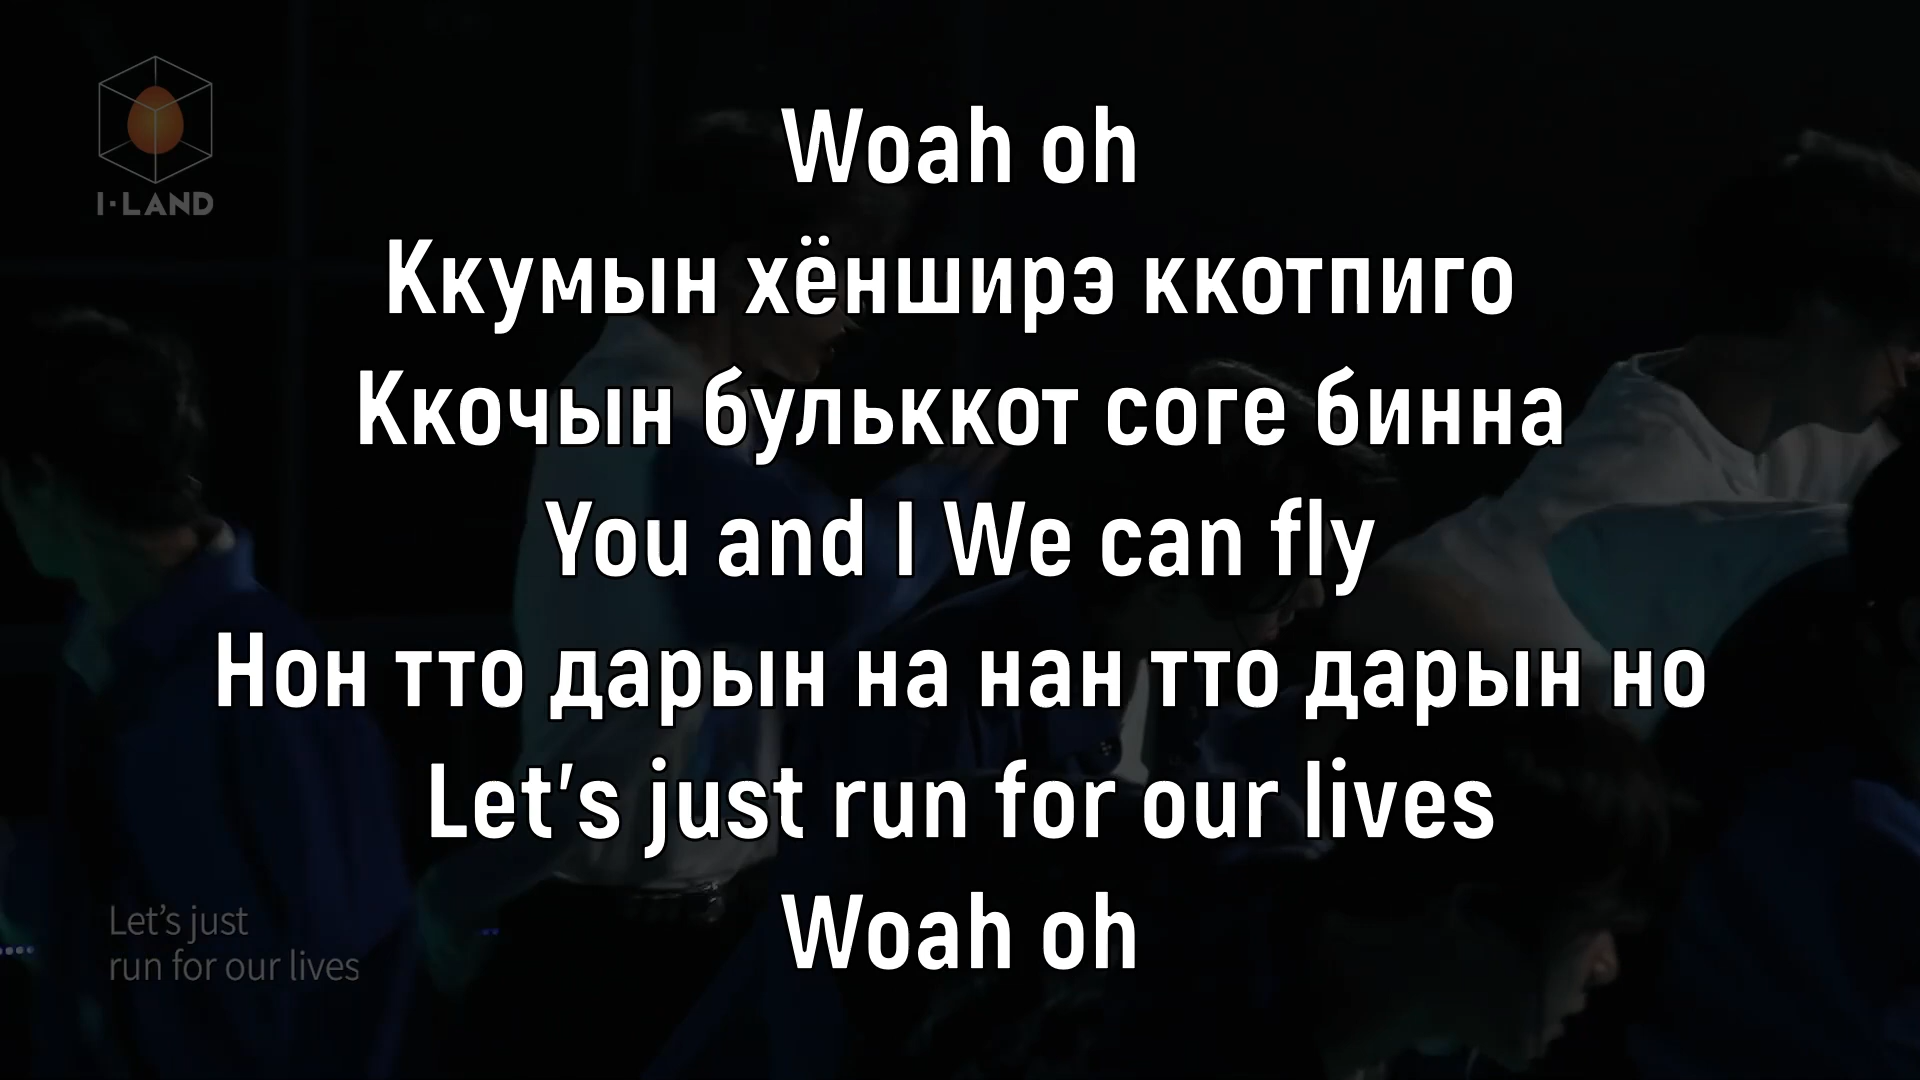 I·LAND
Woah oh
Ккумын хёнширэ ккотпиго
Ккочын бульккот соге бинна
You and I We can fly
Нон тто дарын на нан тто дарын но
Let's just run for our lives
Woah oh
Let's just
run for our lives